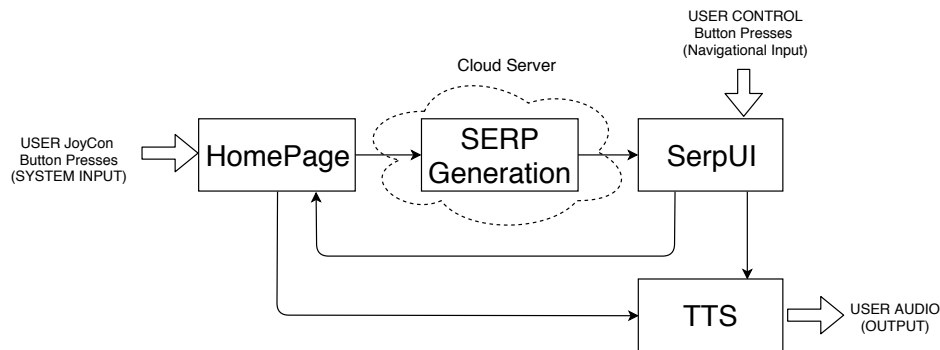 USER CONTROL
Button Presses
(Navigational Input)
Cloud Server
USER JoyCon
Button Presses
(SYSTEM INPUT)
HomePage
SERP
Generation
SerpUI
TTS
USER AUDIO
(OUTPUT)